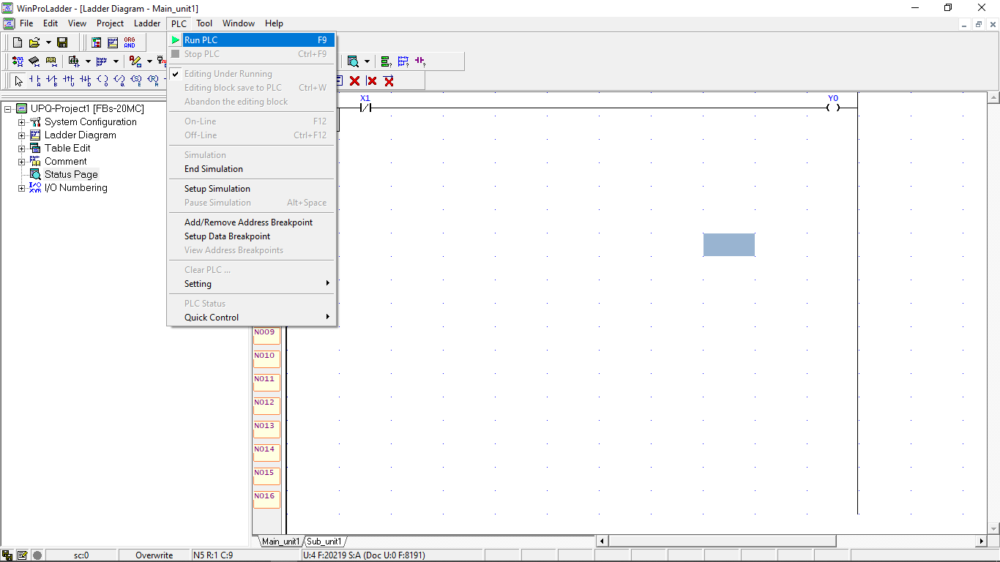 WinProLadder - [Ladder Diagram - Main_unit1]
File Edit View Project Ladder PLC Tool Window Help
ORG
AND
A B U D O Q S R
Run PLC F9
Stop PLC Ctrl+F9
Editing Under Running
Editing block save to PLC Ctrl+W
Abandon the editing block
On-Line F12
Off-Line Ctrl+F12
Simulation
End Simulation
Setup Simulation
Pause Simulation Alt+Space
Add/Remove Address Breakpoint
Setup Data Breakpoint
View Address Breakpoints
Clear PLC ...
Setting
PLC Status
Quick Control
UPQ-Project1 [FBs-20MC]
System Configuration
Ladder Diagram
Table Edit
Comment
Status Page
I/O Numbering
X1 Y0
N009
N010
N011
N012
N013
N014
N015
N016
Main_unit1 Sub_unit1
sc:0 Overwrite N5 R:1 C:9 U:4 F:20219 S:A (Doc U:0 F:8191)